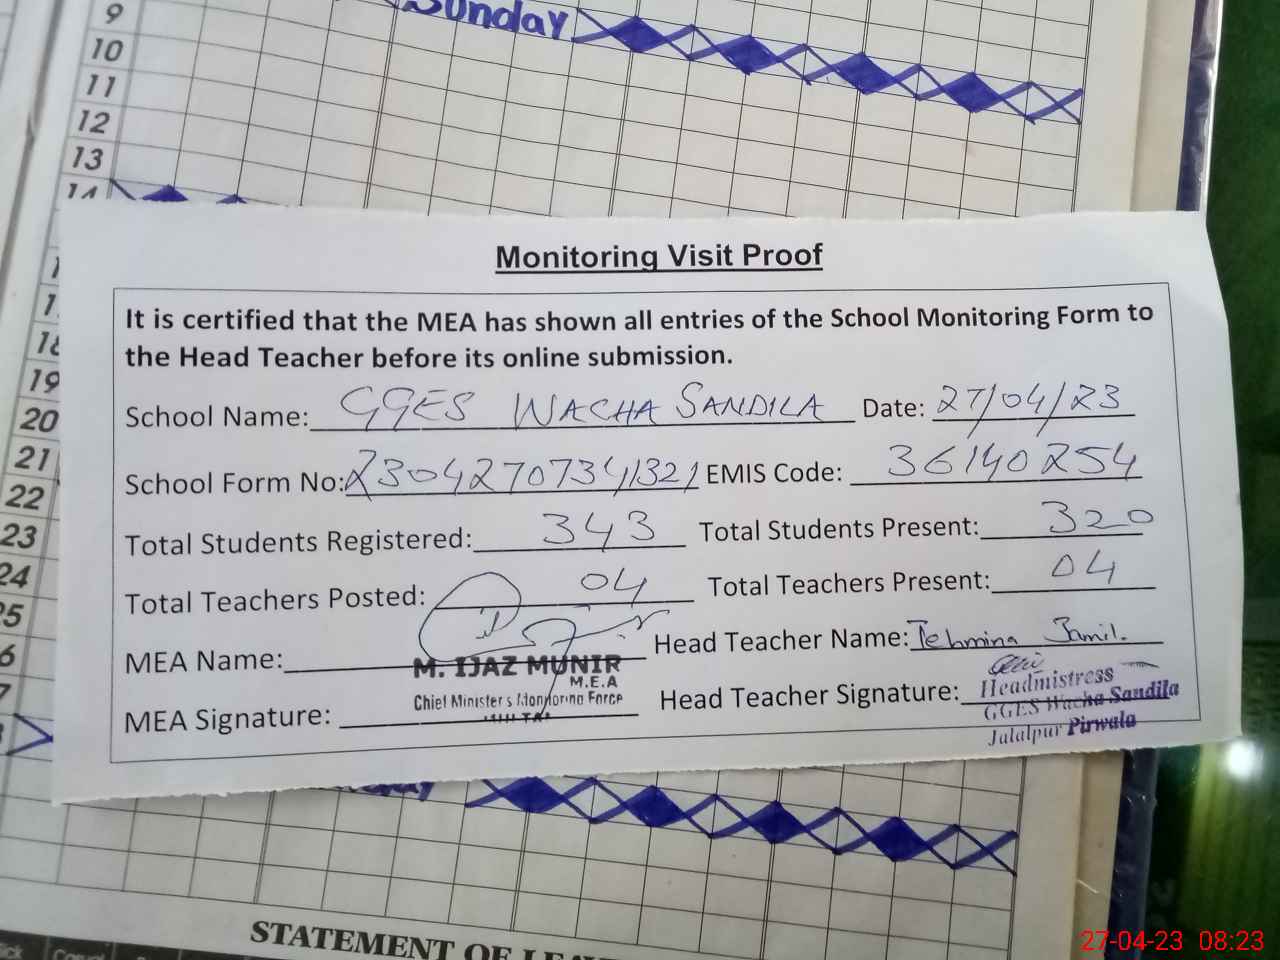 Sunday
9
10
11
12
13
14
Monitoring Visit Proof
It is certified that the MEA has shown all entries of the School Monitoring Form to
the Head Teacher before its online submission.
School Name: GGES WACHA SANDILA Date: 27/04/23
School Form No: 23042707341321 EMIS Code: 36140254
Total Students Registered: 343 Total Students Present: 320
Total Teachers Posted: 04 Total Teachers Present: 04
MEA Name: Head Teacher Name: Tehmina Jamil.
M. IJAZ MUNIR
M.E.A
Chief Minister's Monitoring Force
MEA Signature: Head Teacher Signature:
Headmistress
GGES Wacha Sandila
Jalalpur Pirwala
19
20
21
22
23
24
STATEMENT OF
27-04-23 08:23